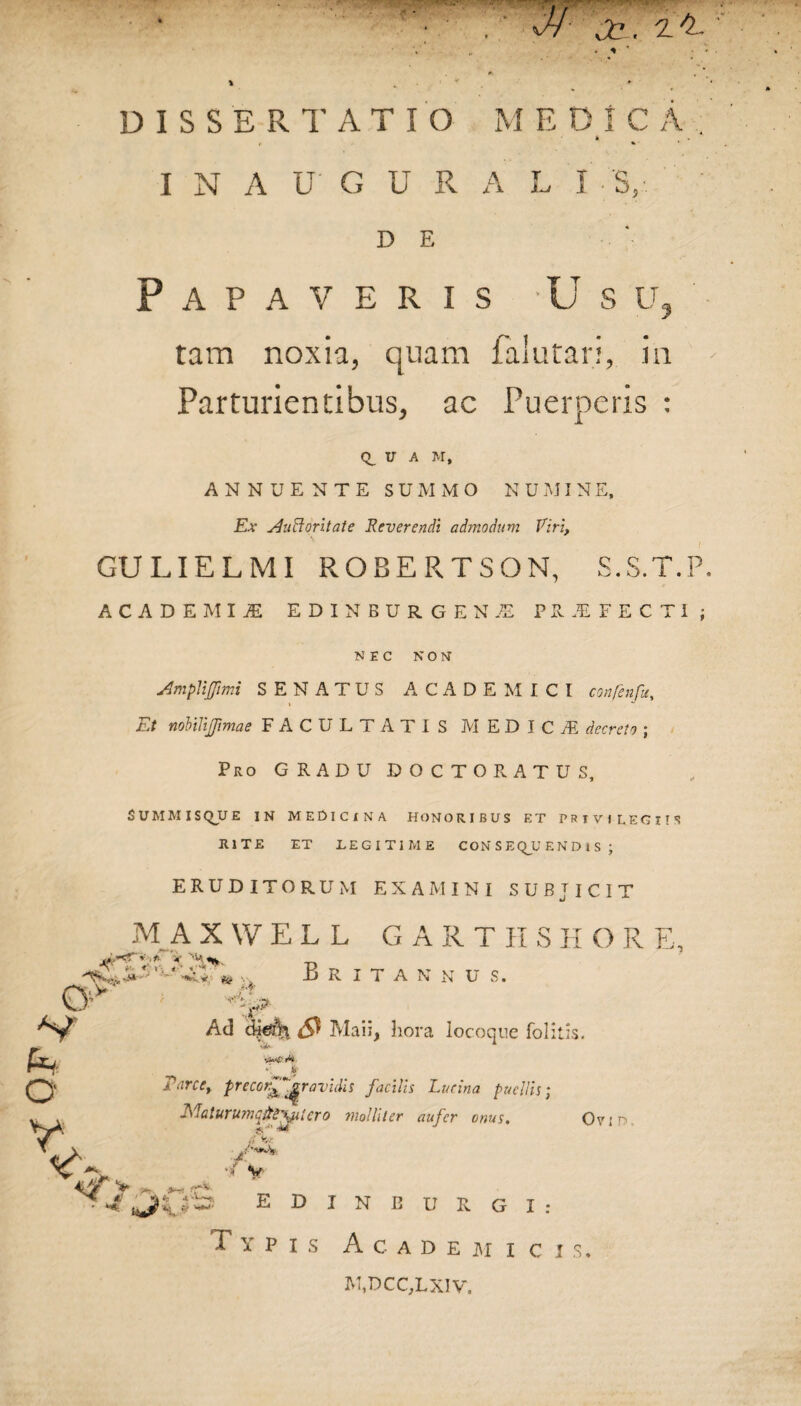 DISSERTATIO MEDICA
INAUGURALIS,
DE
PAPAVERIS USU,
tam noxia, quam ſalutari, in
Parturientibus, ac Puerperis :
QUAM,
ANNUENTE SUMMO NUMINE,
Ex Auctoritate Reverendi admodum Viri,
GULIELMI ROBERTSON, S.S.T.P.
ACADEMIÆ EDINBURGENÆ PRÆFECTI ;
NEC NON
Ampliſſimi SENATUS ACADEMICI conſenſu,
Et nobiliſſimae FACULTATIS MEDICÆ decreto ;
PRO GRADU DOCTORATUS,
SUMMISQUE IN MEDICINA HONORIBUS ET PRIVILEGIIS
RITE ET LEGITIME CONSEQUENDIS ;
ERUDITORUM EXAMINI SUBJICIT
MAXWELL GARTHSHORE,
BRITANNUS.
Ad diem Maii, hora locoque ſolitis.
Parce, precor, gravidis facilis Lucina puellis ;
Maturumque utero molliter aufer onus. OVID.
EDINBURGI:
TYPIS ACADEMICIS.
M,DCC,LXIV.